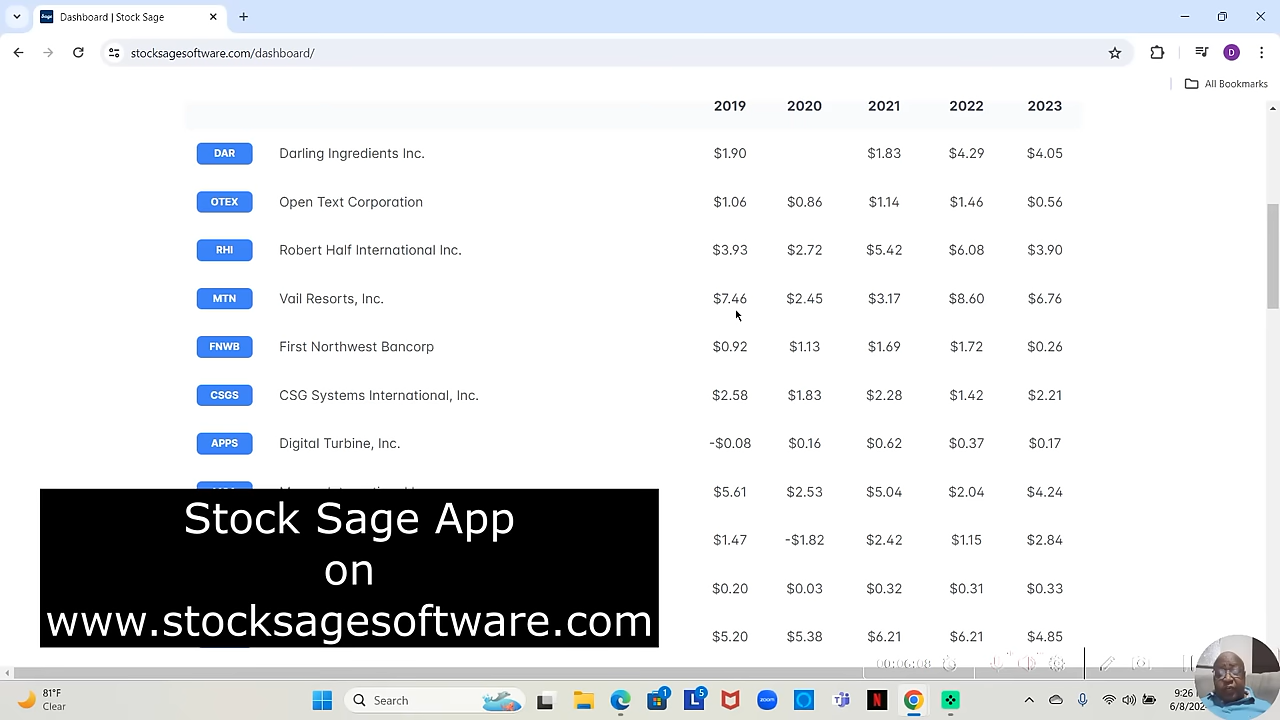 Dashboard | Stock Sage
stocksagesoftware.com/dashboard/
D
All Bookmarks
2019 2020 2021 2022 2023
DAR Darling Ingredients Inc. $1.90 $1.83 $4.29 $4.05
OTEX Open Text Corporation $1.06 $0.86 $1.14 $1.46 $0.56
RHI Robert Half International Inc. $3.93 $2.72 $5.42 $6.08 $3.90
MTN Vail Resorts, Inc. $7.46 $2.45 $3.17 $8.60 $6.76
FNWB First Northwest Bancorp $0.92 $1.13 $1.69 $1.72 $0.26
CSGS CSG Systems International, Inc. $2.58 $1.83 $2.28 $1.42 $2.21
APPS Digital Turbine, Inc. -$0.08 $0.16 $0.62 $0.37 $0.17
$5.61 $2.53 $5.04 $2.04 $4.24
$1.47 -$1.82 $2.42 $1.15 $2.84
$0.20 $0.03 $0.32 $0.31 $0.33
$5.20 $5.38 $6.21 $6.21 $4.85
Stock Sage App
on
www.stocksagesoftware.com
81°F
Clear
Search
1
5
zoom
N
9:26